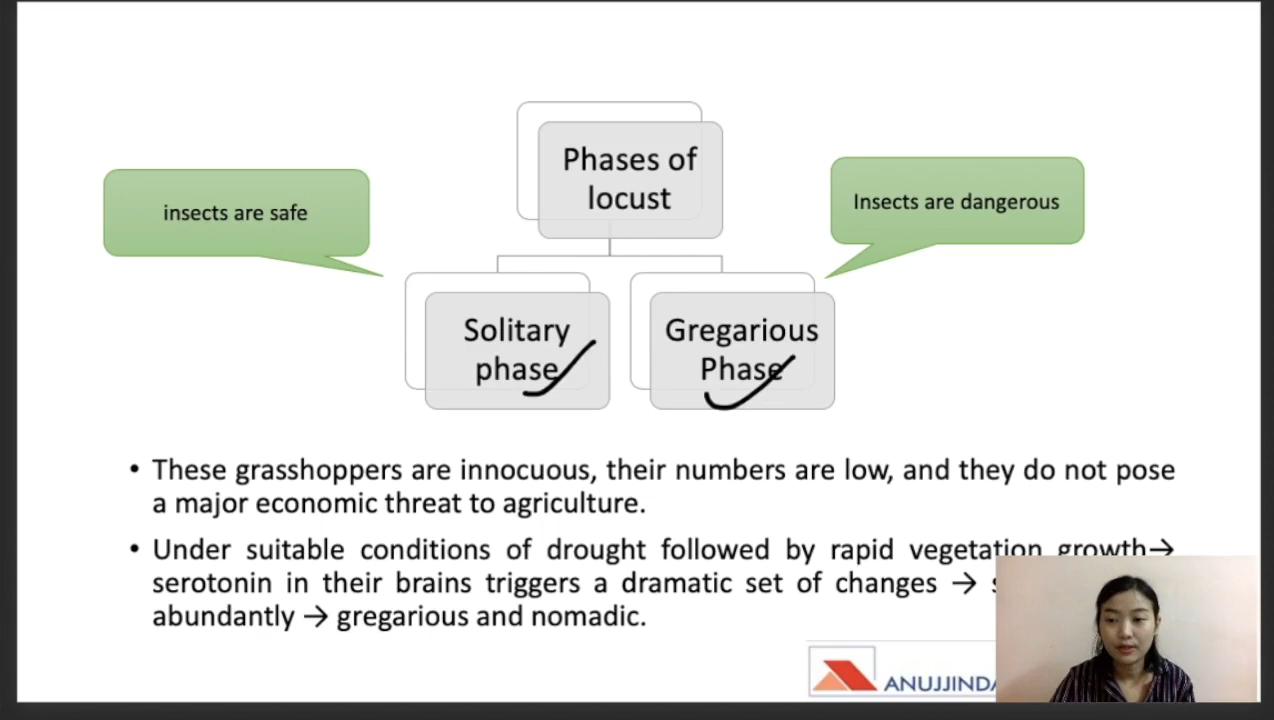 Phases of
locust
insects are safe
Insects are dangerous
Solitary
phase
Gregarious
Phase
• These grasshoppers are innocuous, their numbers are low, and they do not pose
a major economic threat to agriculture.
• Under suitable conditions of drought followed by rapid vegetation growth→
serotonin in their brains triggers a dramatic set of changes →
abundantly → gregarious and nomadic.